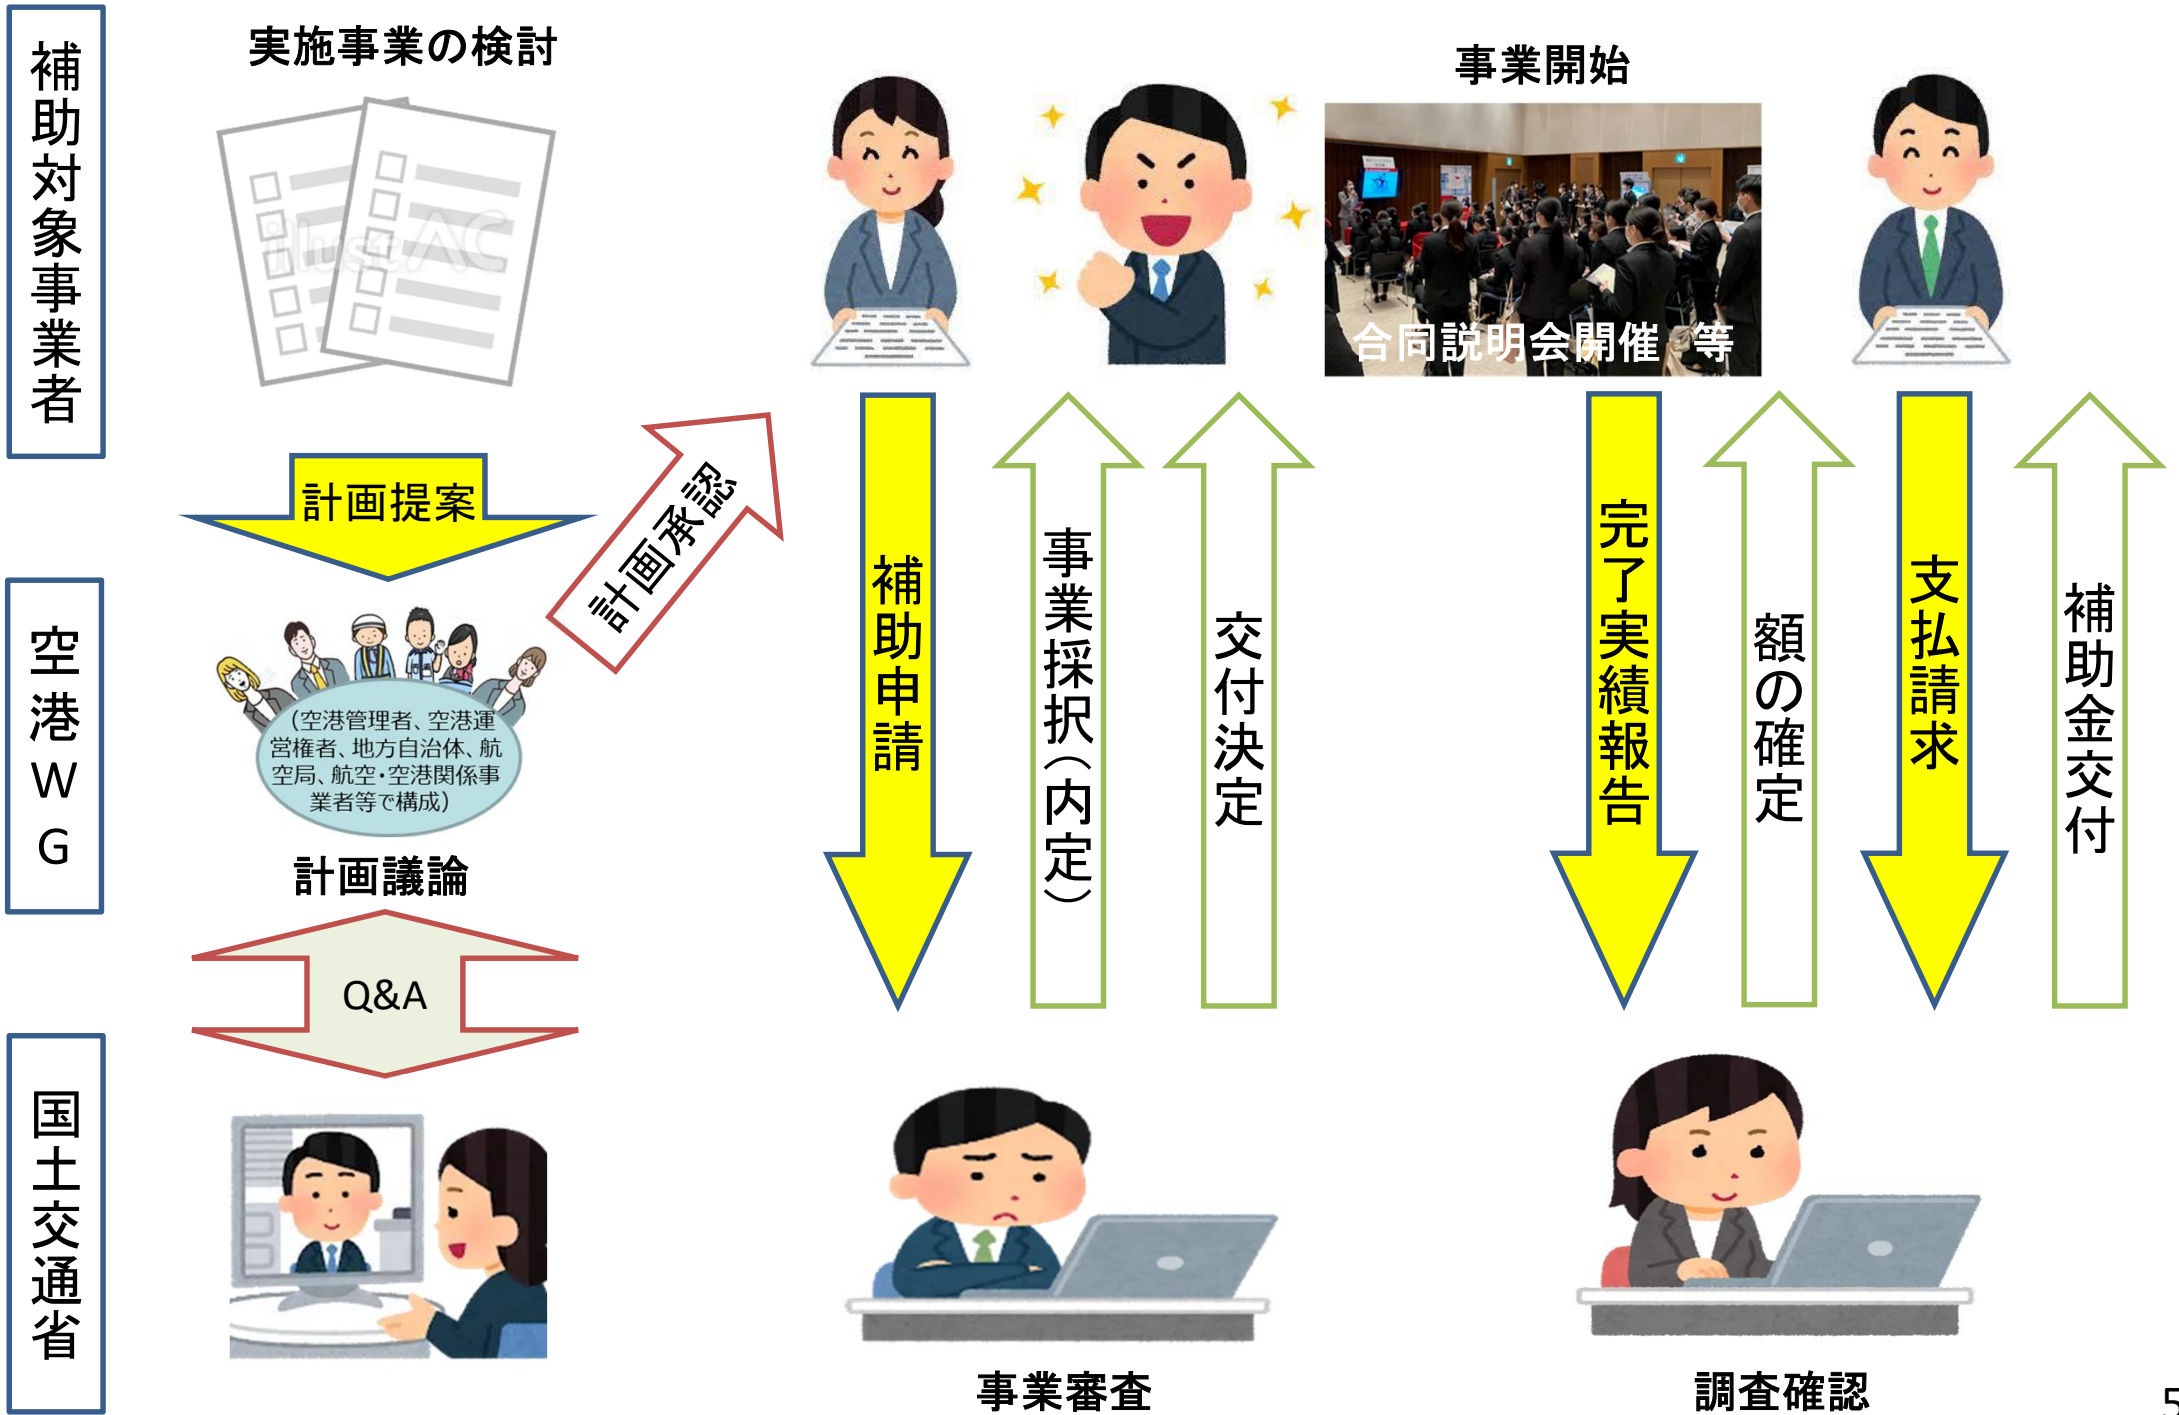 補助対象事業者
実施事業の検討
illust AC
事業開始
合同説明会開催 等
計画提案
計画承認
空港WG
(空港管理者、空港運
営権者、地方自治体、航
空局、航空・空港関係事
業者等で構成)
計画議論
Q&A
国土交通省
補助申請
事業採択(内定)
交付決定
完了実績報告
額の確定
支払請求
補助金交付
事業審査
調査確認
5